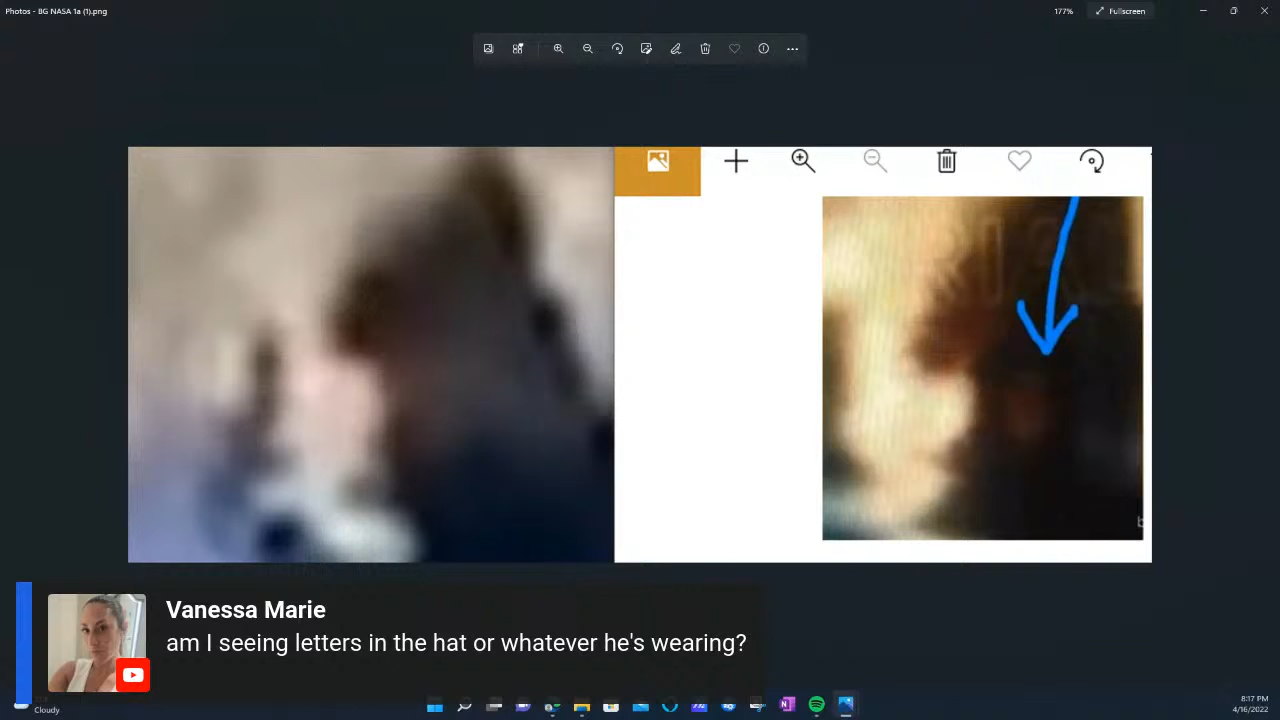 Photos - BG NASA 1a (1).png
177%
Fullscreen
Vanessa Marie
am I seeing letters in the hat or whatever he's wearing?
Cloudy
8:17 PM
4/16/2022